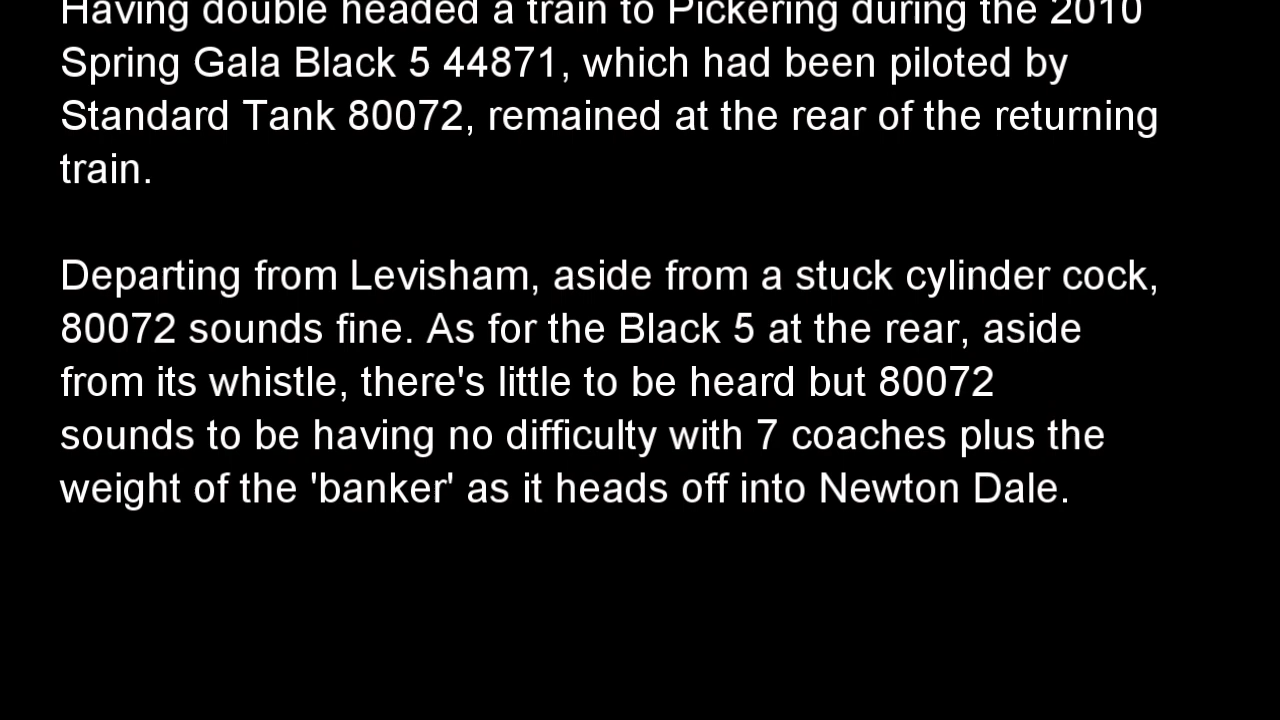 Having double headed a train to Pickering during the 2010
Spring Gala Black 5 44871, which had been piloted by
Standard Tank 80072, remained at the rear of the returning
train.
Departing from Levisham, aside from a stuck cylinder cock,
80072 sounds fine. As for the Black 5 at the rear, aside
from its whistle, there's little to be heard but 80072
sounds to be having no difficulty with 7 coaches plus the
weight of the 'banker' as it heads off into Newton Dale.